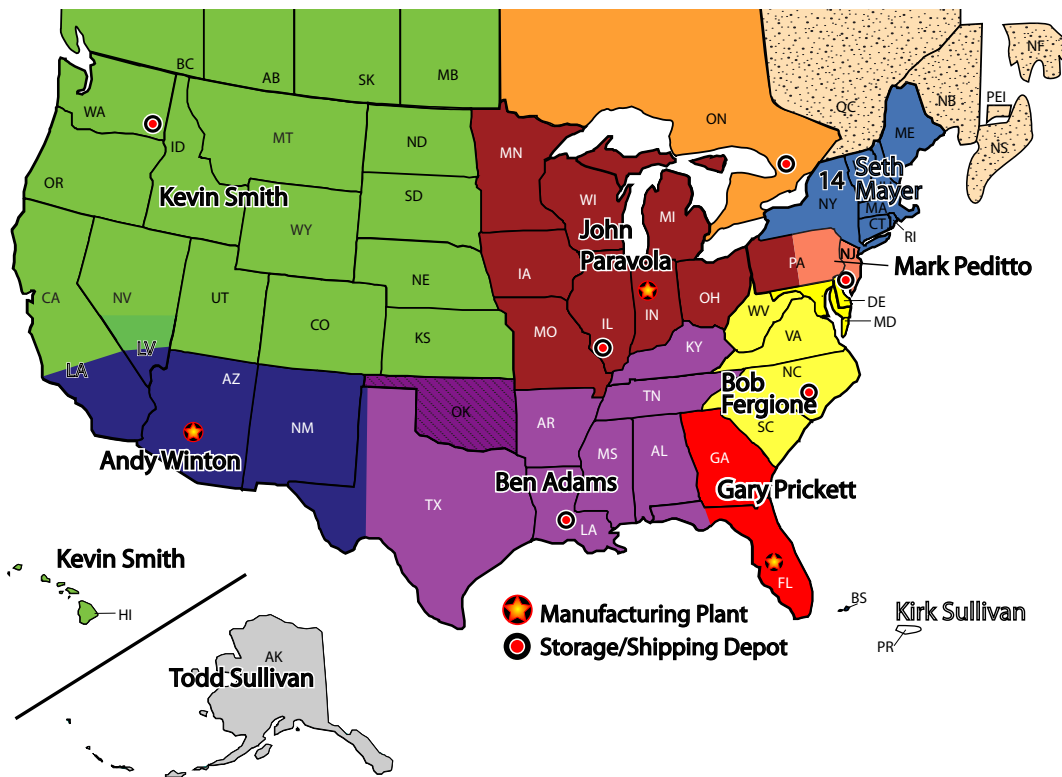 BC
AB
SK
MB
ON
QC
NB
PEI
NF
NS
WA
ID
MT
ND
MN
ME
OR
Kevin Smith
SD
WY
WI
MI
14
Seth
Mayer
NY
MA
CT
RI
John
Paravola
CA
NV
UT
NE
IA
PA
NJ
Mark Peditto
CO
KS
MO
IL
IN
OH
WV
VA
DE
MD
LA
LV
AZ
NM
OK
KY
TN
NC
Bob
Fergione
SC
AR
MS
AL
GA
Andy Winton
Ben Adams
Gary Prickett
TX
LA
FL
Kevin Smith
HI
BS
Kirk Sullivan
PR
Manufacturing Plant
Storage/Shipping Depot
AK
Todd Sullivan